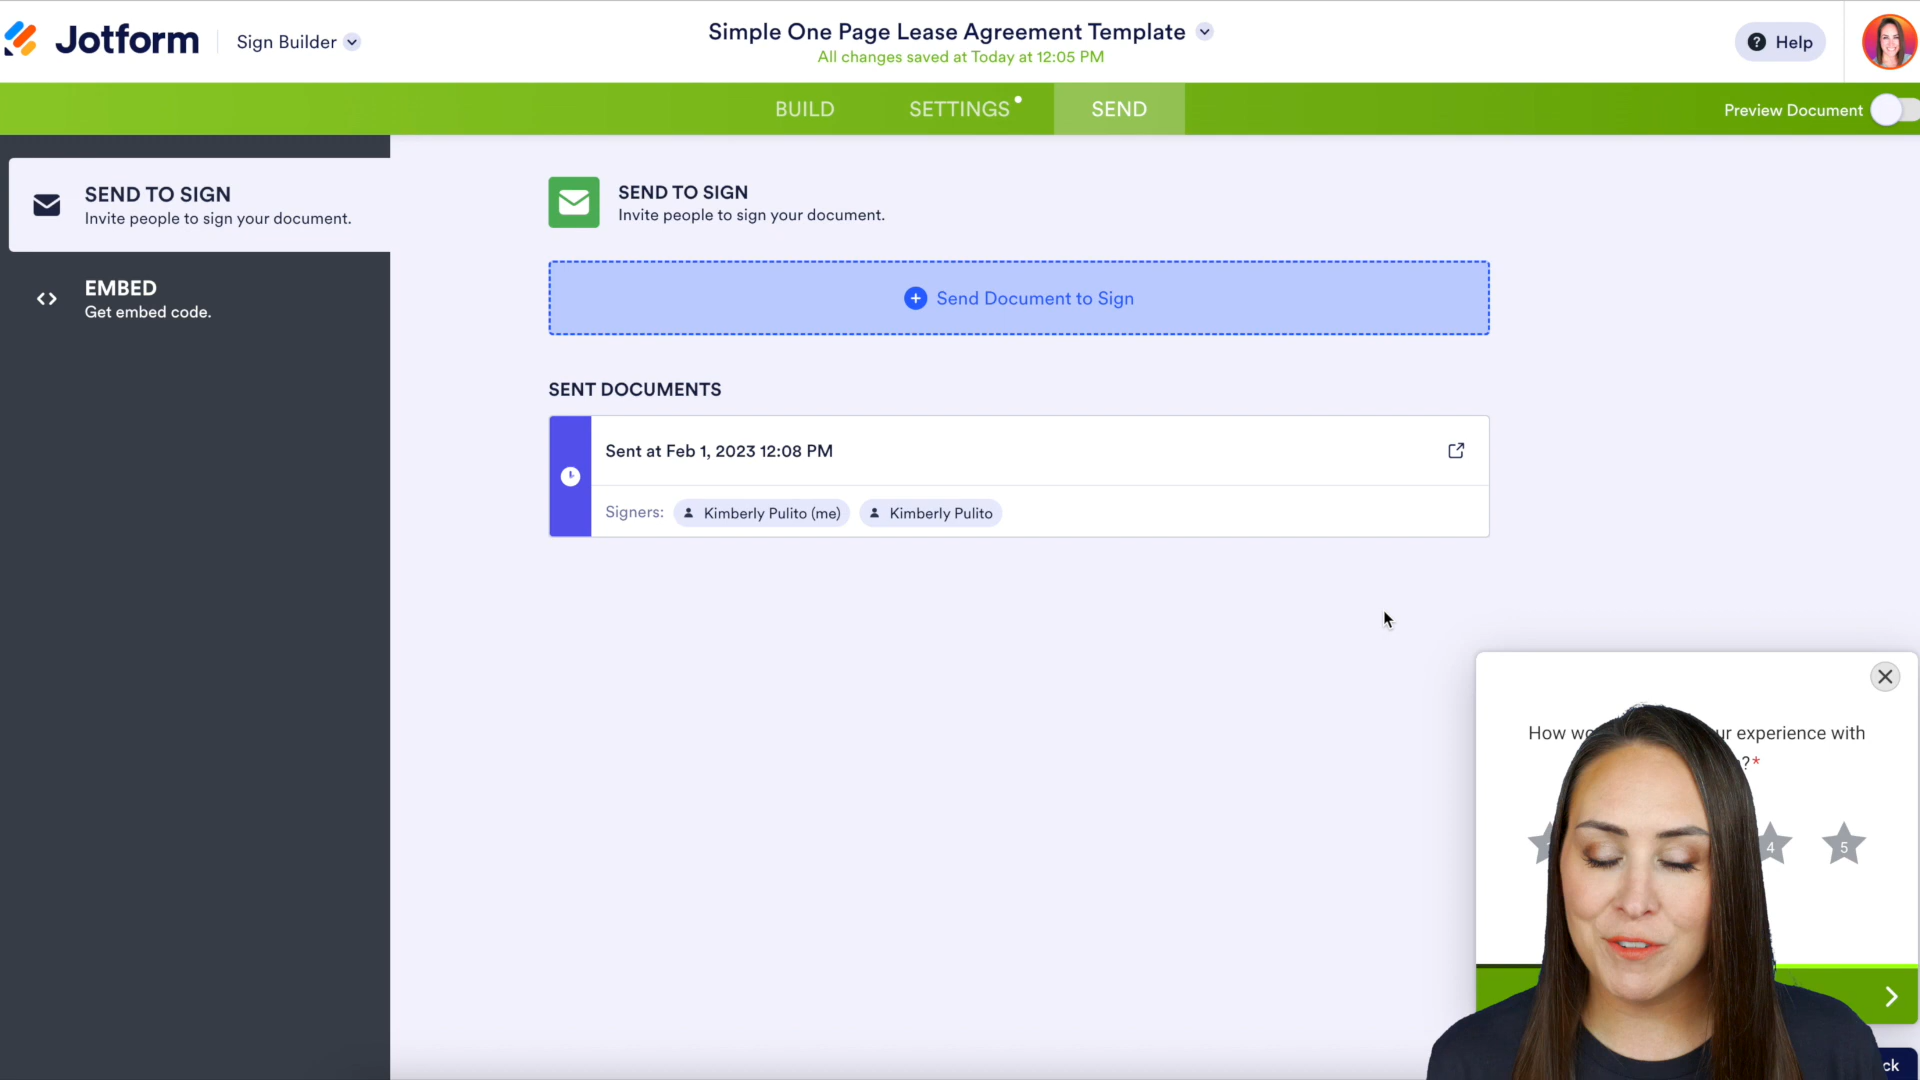 Jotform
Sign Builder
Simple One Page Lease Agreement Template
All changes saved at Today at 12:05 PM
Help
BUILD
SETTINGS
SEND
Preview Document
SEND TO SIGN
Invite people to sign your document.
EMBED
Get embed code.
SEND TO SIGN
Invite people to sign your document.
Send Document to Sign
SENT DOCUMENTS
Sent at Feb 1, 2023 12:08 PM
Signers: Kimberly Pulito (me) Kimberly Pulito
How experience with
?*
4 5